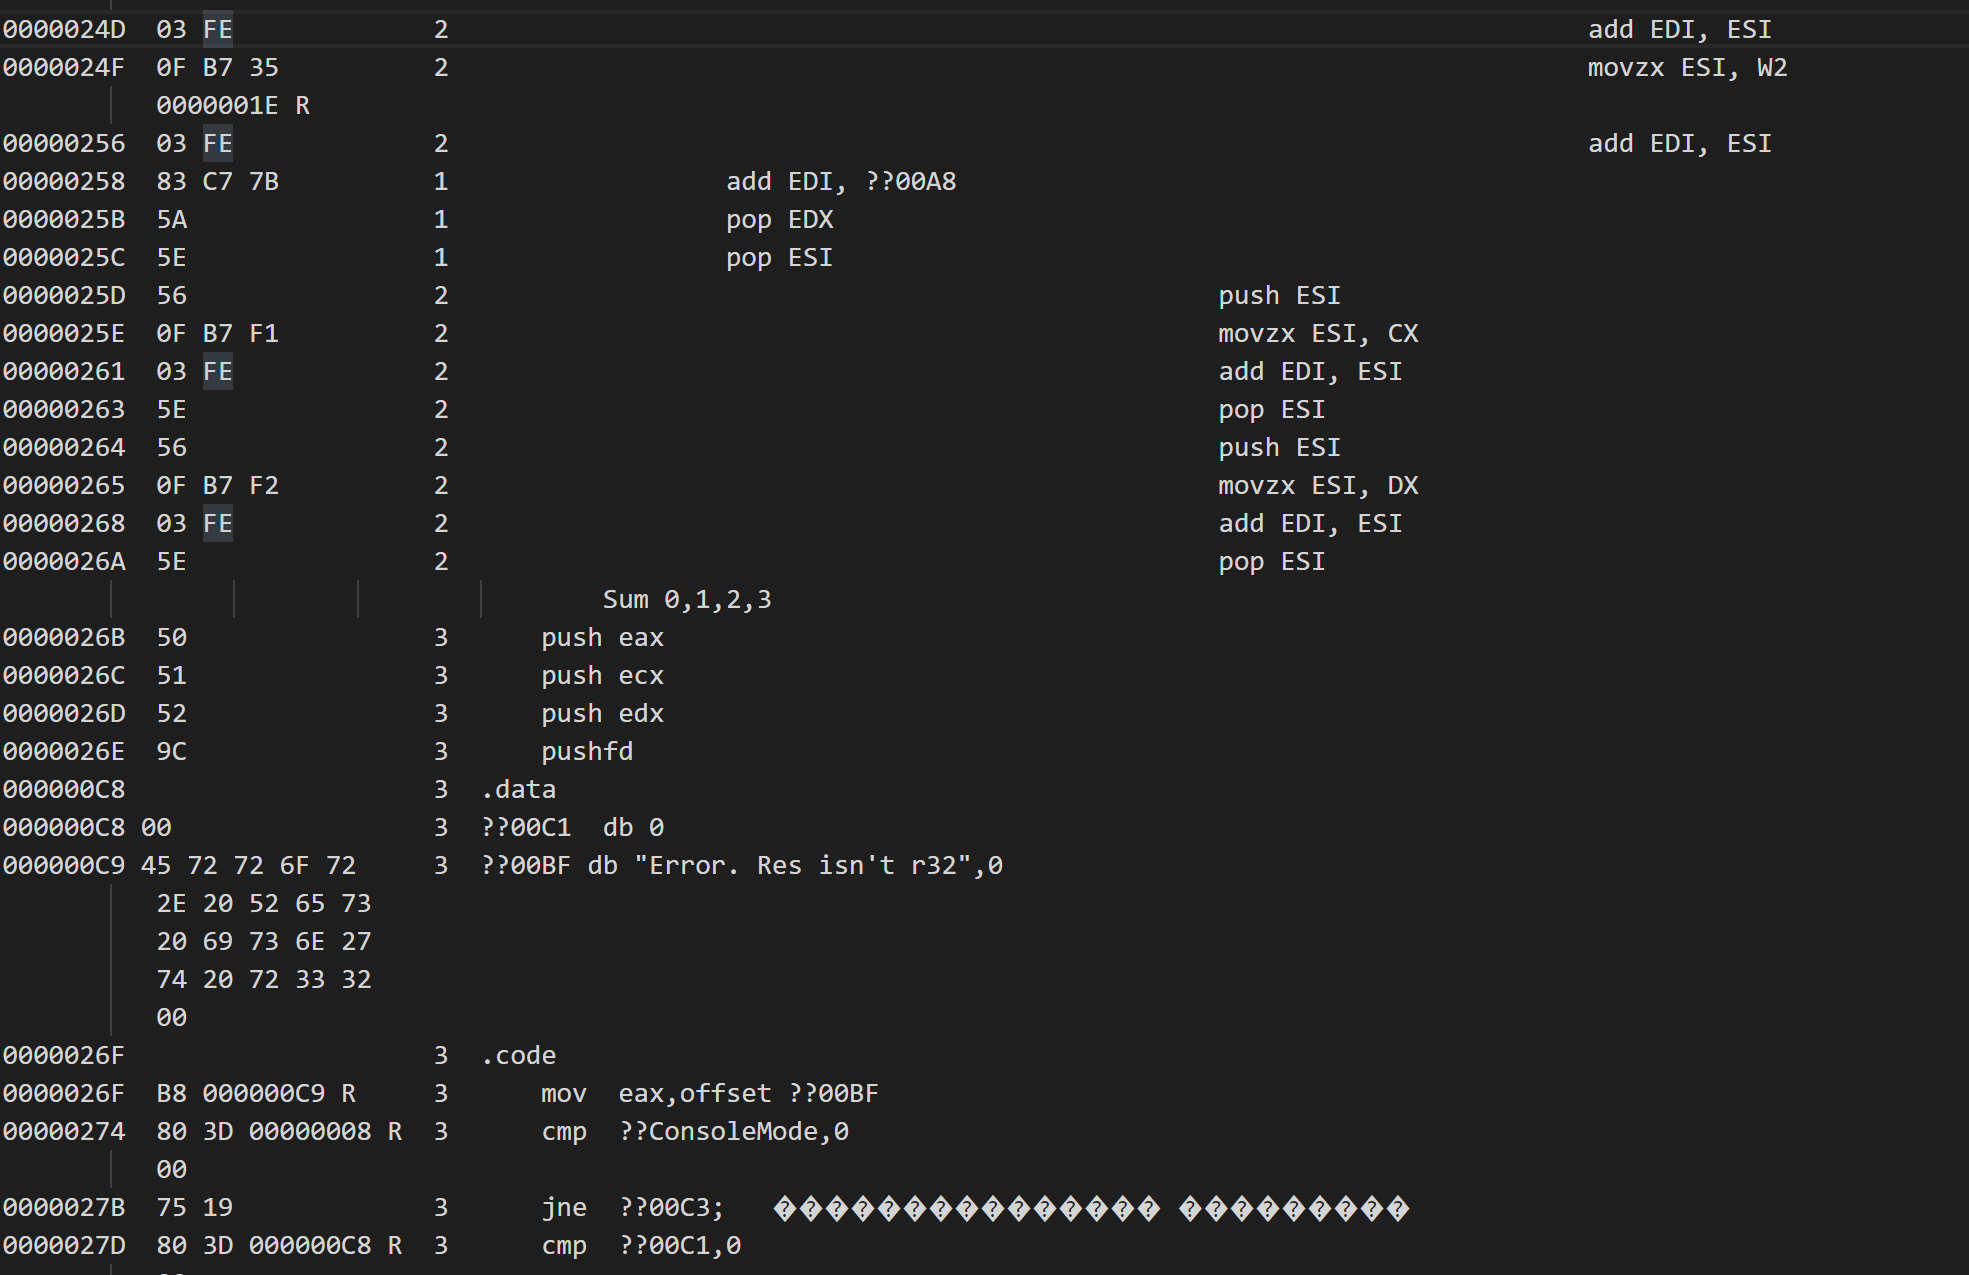 0000024D  03 FE             2                                                                          add EDI, ESI
0000024F  0F B7 35          2                                                                          movzx ESI, W2
          0000001E R
00000256  03 FE             2                                                                          add EDI, ESI
00000258  83 C7 7B          1                  add EDI, ??00A8
0000025B  5A                1                  pop EDX
0000025C  5E                1                  pop ESI
0000025D  56                2                                                  push ESI
0000025E  0F B7 F1          2                                                  movzx ESI, CX
00000261  03 FE             2                                                  add EDI, ESI
00000263  5E                2                                                  pop ESI
00000264  56                2                                                  push ESI
00000265  0F B7 F2          2                                                  movzx ESI, DX
00000268  03 FE             2                                                  add EDI, ESI
0000026A  5E                2                                                  pop ESI
                                       Sum 0,1,2,3
0000026B  50                3      push eax
0000026C  51                3      push ecx
0000026D  52                3      push edx
0000026E  9C                3      pushfd
000000C8                    3  .data
000000C8 00                 3  ??00C1  db 0
000000C9 45 72 72 6F 72     3  ??00BF db "Error. Res isn't r32",0
          2E 20 52 65 73
          20 69 73 6E 27
          74 20 72 33 32
          00
0000026F                    3  .code
0000026F  B8 000000C9 R     3      mov  eax,offset ??00BF
00000274  80 3D 00000008 R  3      cmp  ??ConsoleMode,0
          00
0000027B  75 19             3      jne  ??00C3;   ��������������� ���������
0000027D  80 3D 000000C8 R  3      cmp  ??00C1,0